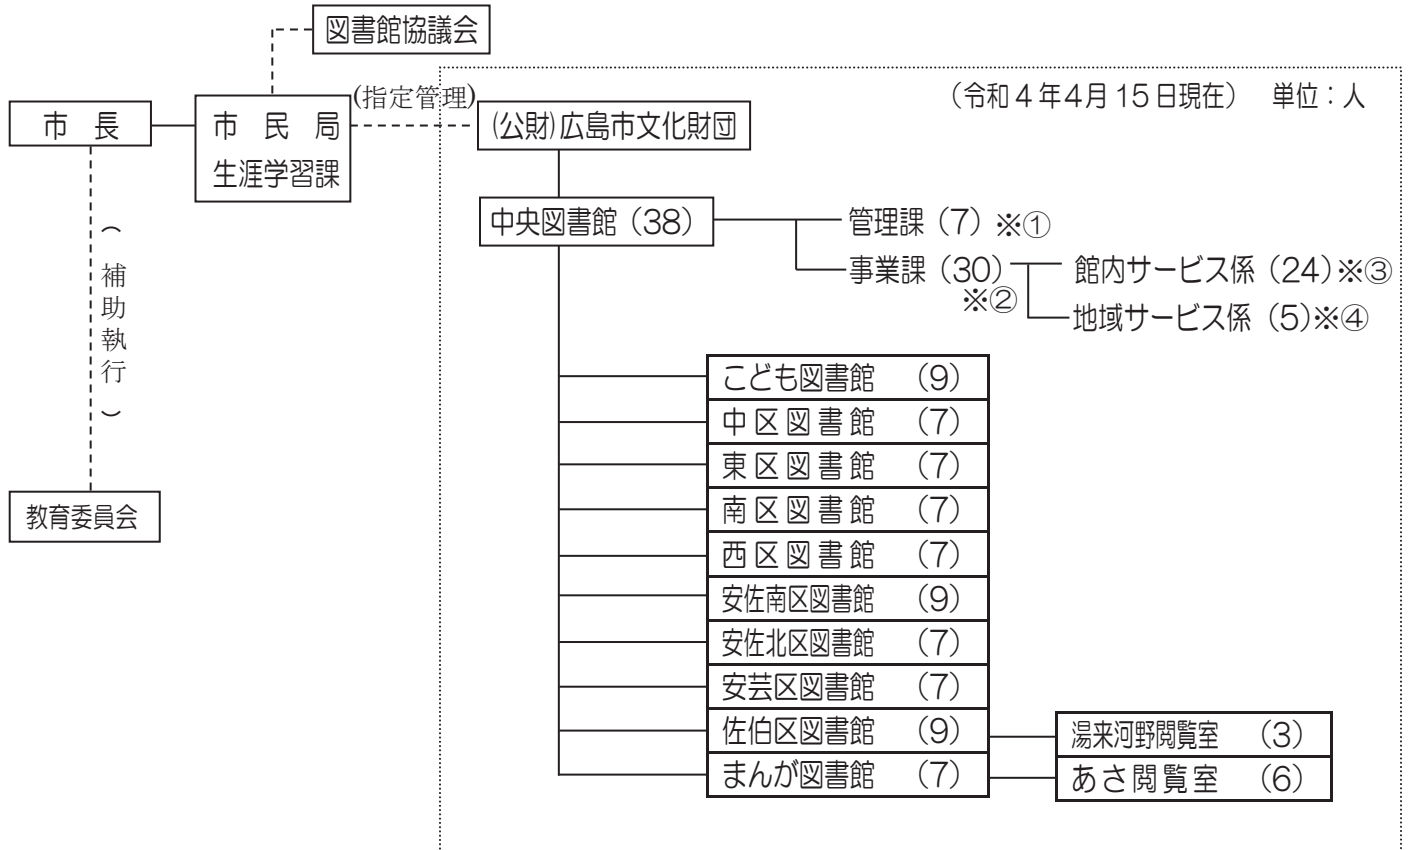 図書館協議会
(指定管理)
（令和４年４月15日現在）　単位：人
市　長
市　民　局
生涯学習課
(公財)広島市文化財団
中央図書館（38）
管理課（7）※①
事業課（30）
※②
館内サービス係（24）※③
地域サービス係（5）※④
（補助執行）
教育委員会
こども図書館　（9）
中区図書館　（7）
東区図書館　（7）
南区図書館　（7）
西区図書館　（7）
安佐南区図書館　（9）
安佐北区図書館　（7）
安芸区図書館　（7）
佐伯区図書館　（9）
湯来河野閲覧室　（3）
まんが図書館　（7）
あさ閲覧室　（6）